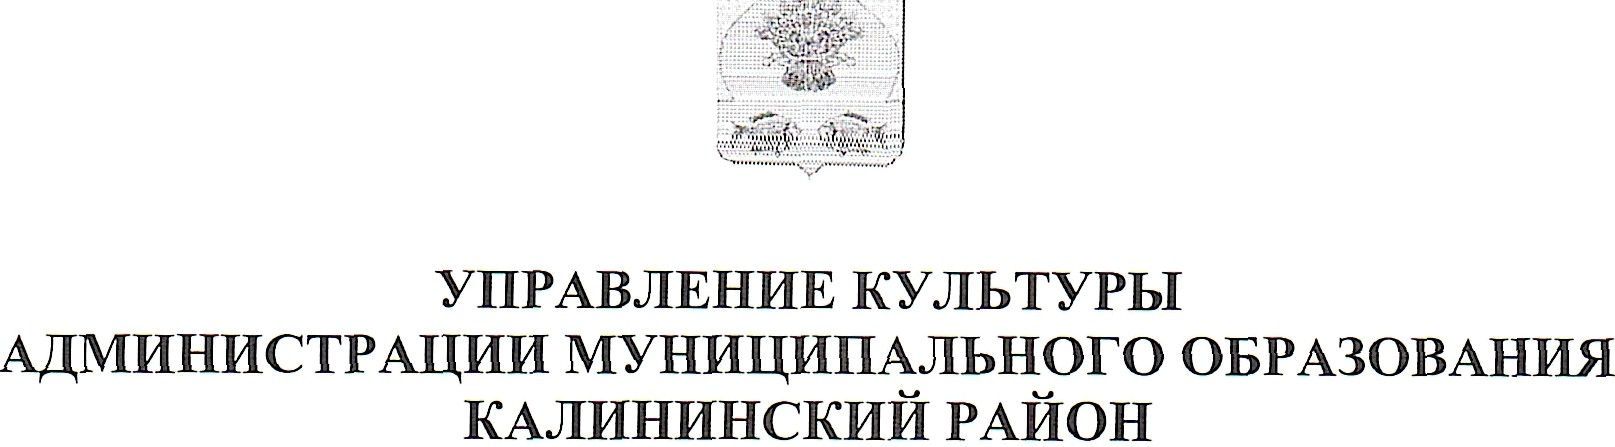 УПРАВЛЕНИЕ КУЛЬТУРЫ
АДМИНИСТРАЦИИ МУНИЦИПАЛЬНОГО ОБРАЗОВАНИЯ
КАЛИНИНСКИЙ РАЙОН